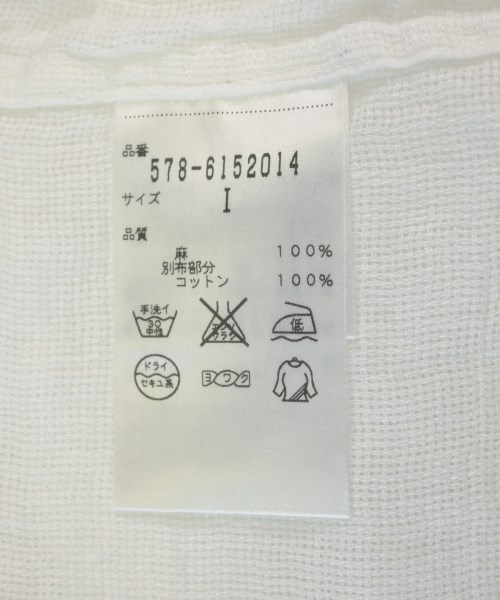 品番
578-6152014
サイズ
I
品質
麻 100%
別布部分
コットン 100%
手洗イ
30
中性
エンソ
サラシ
低
ドライ
セキユ系
ヨワク